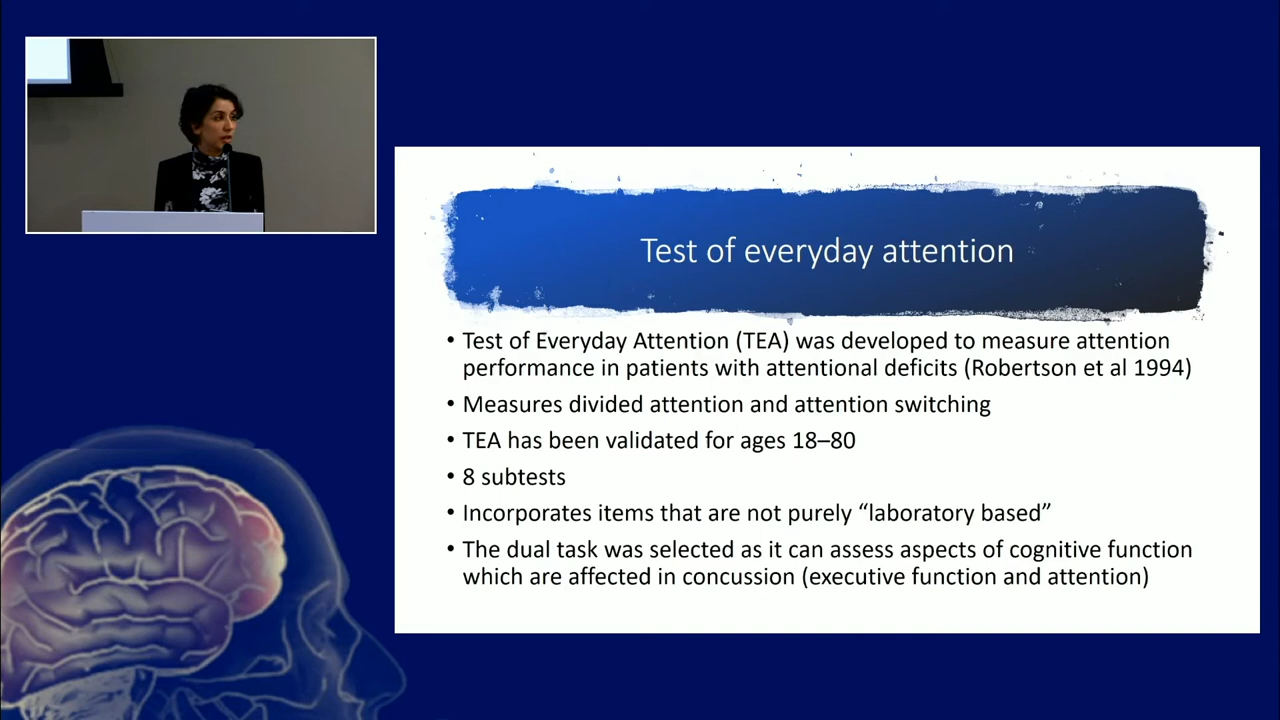 Test of everyday attention
• Test of Everyday Attention (TEA) was developed to measure attention
performance in patients with attentional deficits (Robertson et al 1994)
• Measures divided attention and attention switching
• TEA has been validated for ages 18–80
• 8 subtests
• Incorporates items that are not purely “laboratory based”
• The dual task was selected as it can assess aspects of cognitive function
which are affected in concussion (executive function and attention)